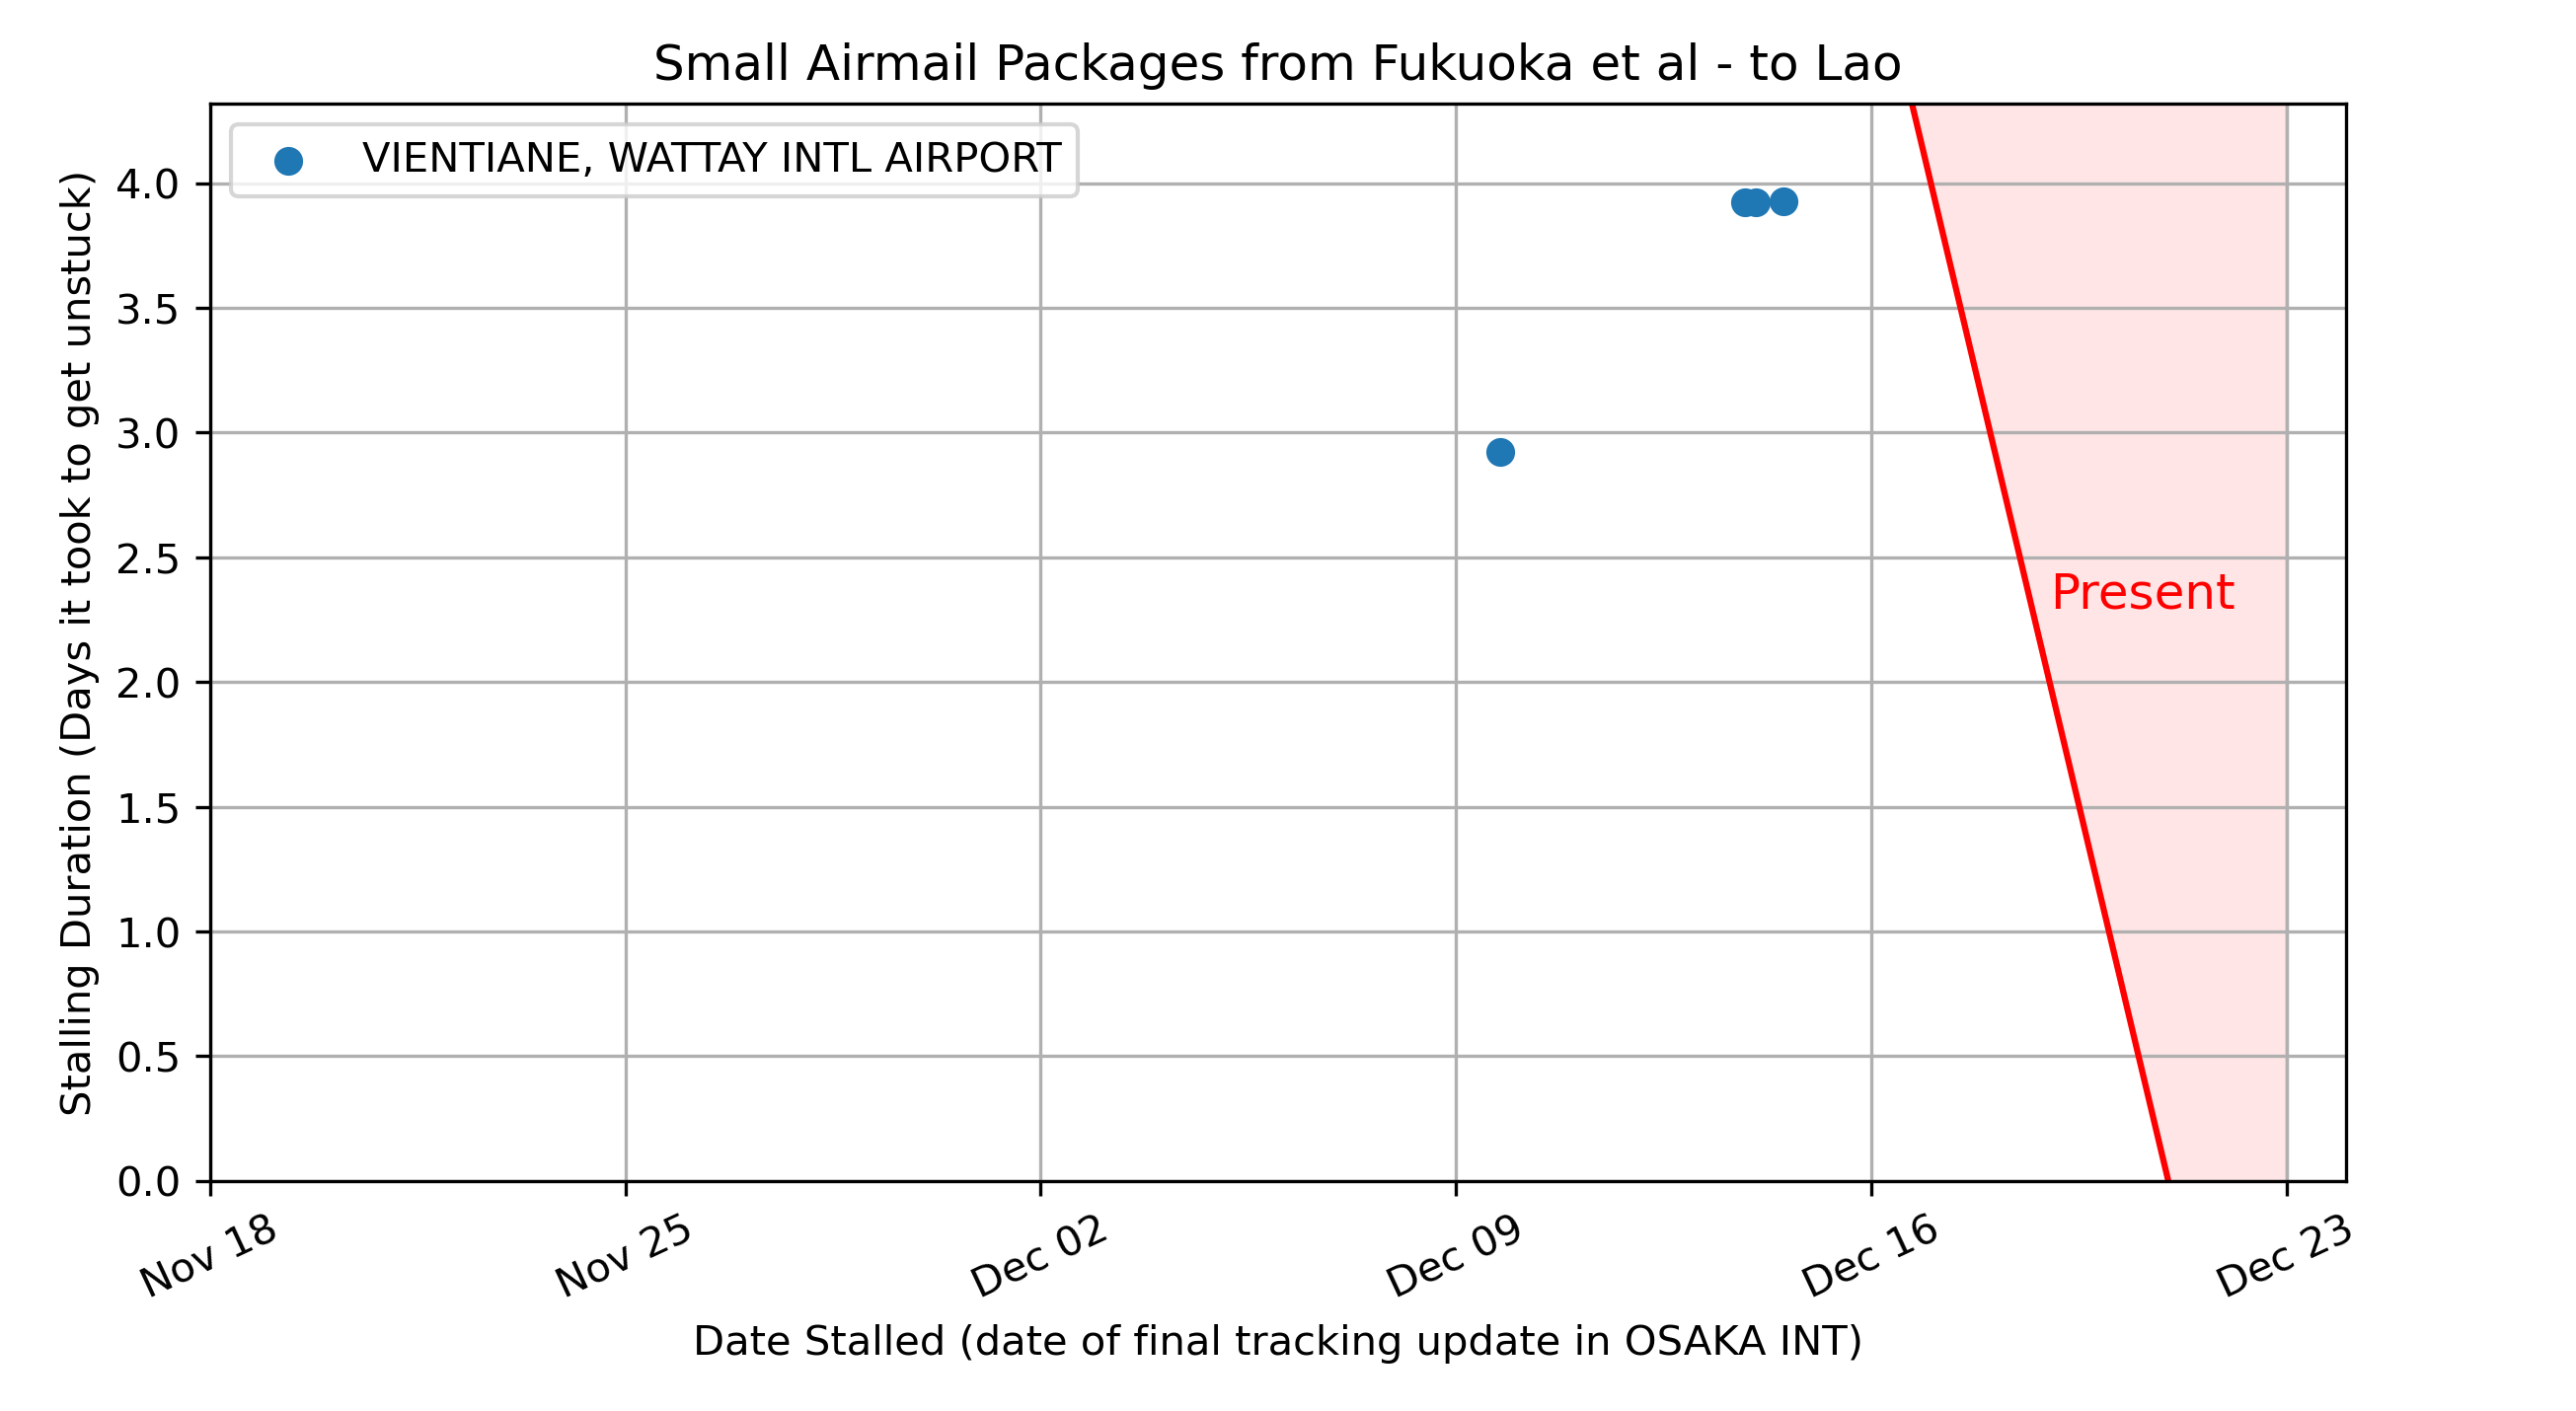 Small Airmail Packages from Fukuoka et al - to Lao
VIENTIANE, WATTAY INTL AIRPORT
Stalling Duration (Days it took to get unstuck)
4.0
3.5
3.0
2.5
2.0
1.5
1.0
0.5
0.0
Present
Nov 18
Nov 25
Dec 02
Dec 09
Dec 16
Dec 23
Date Stalled (date of final tracking update in OSAKA INT)